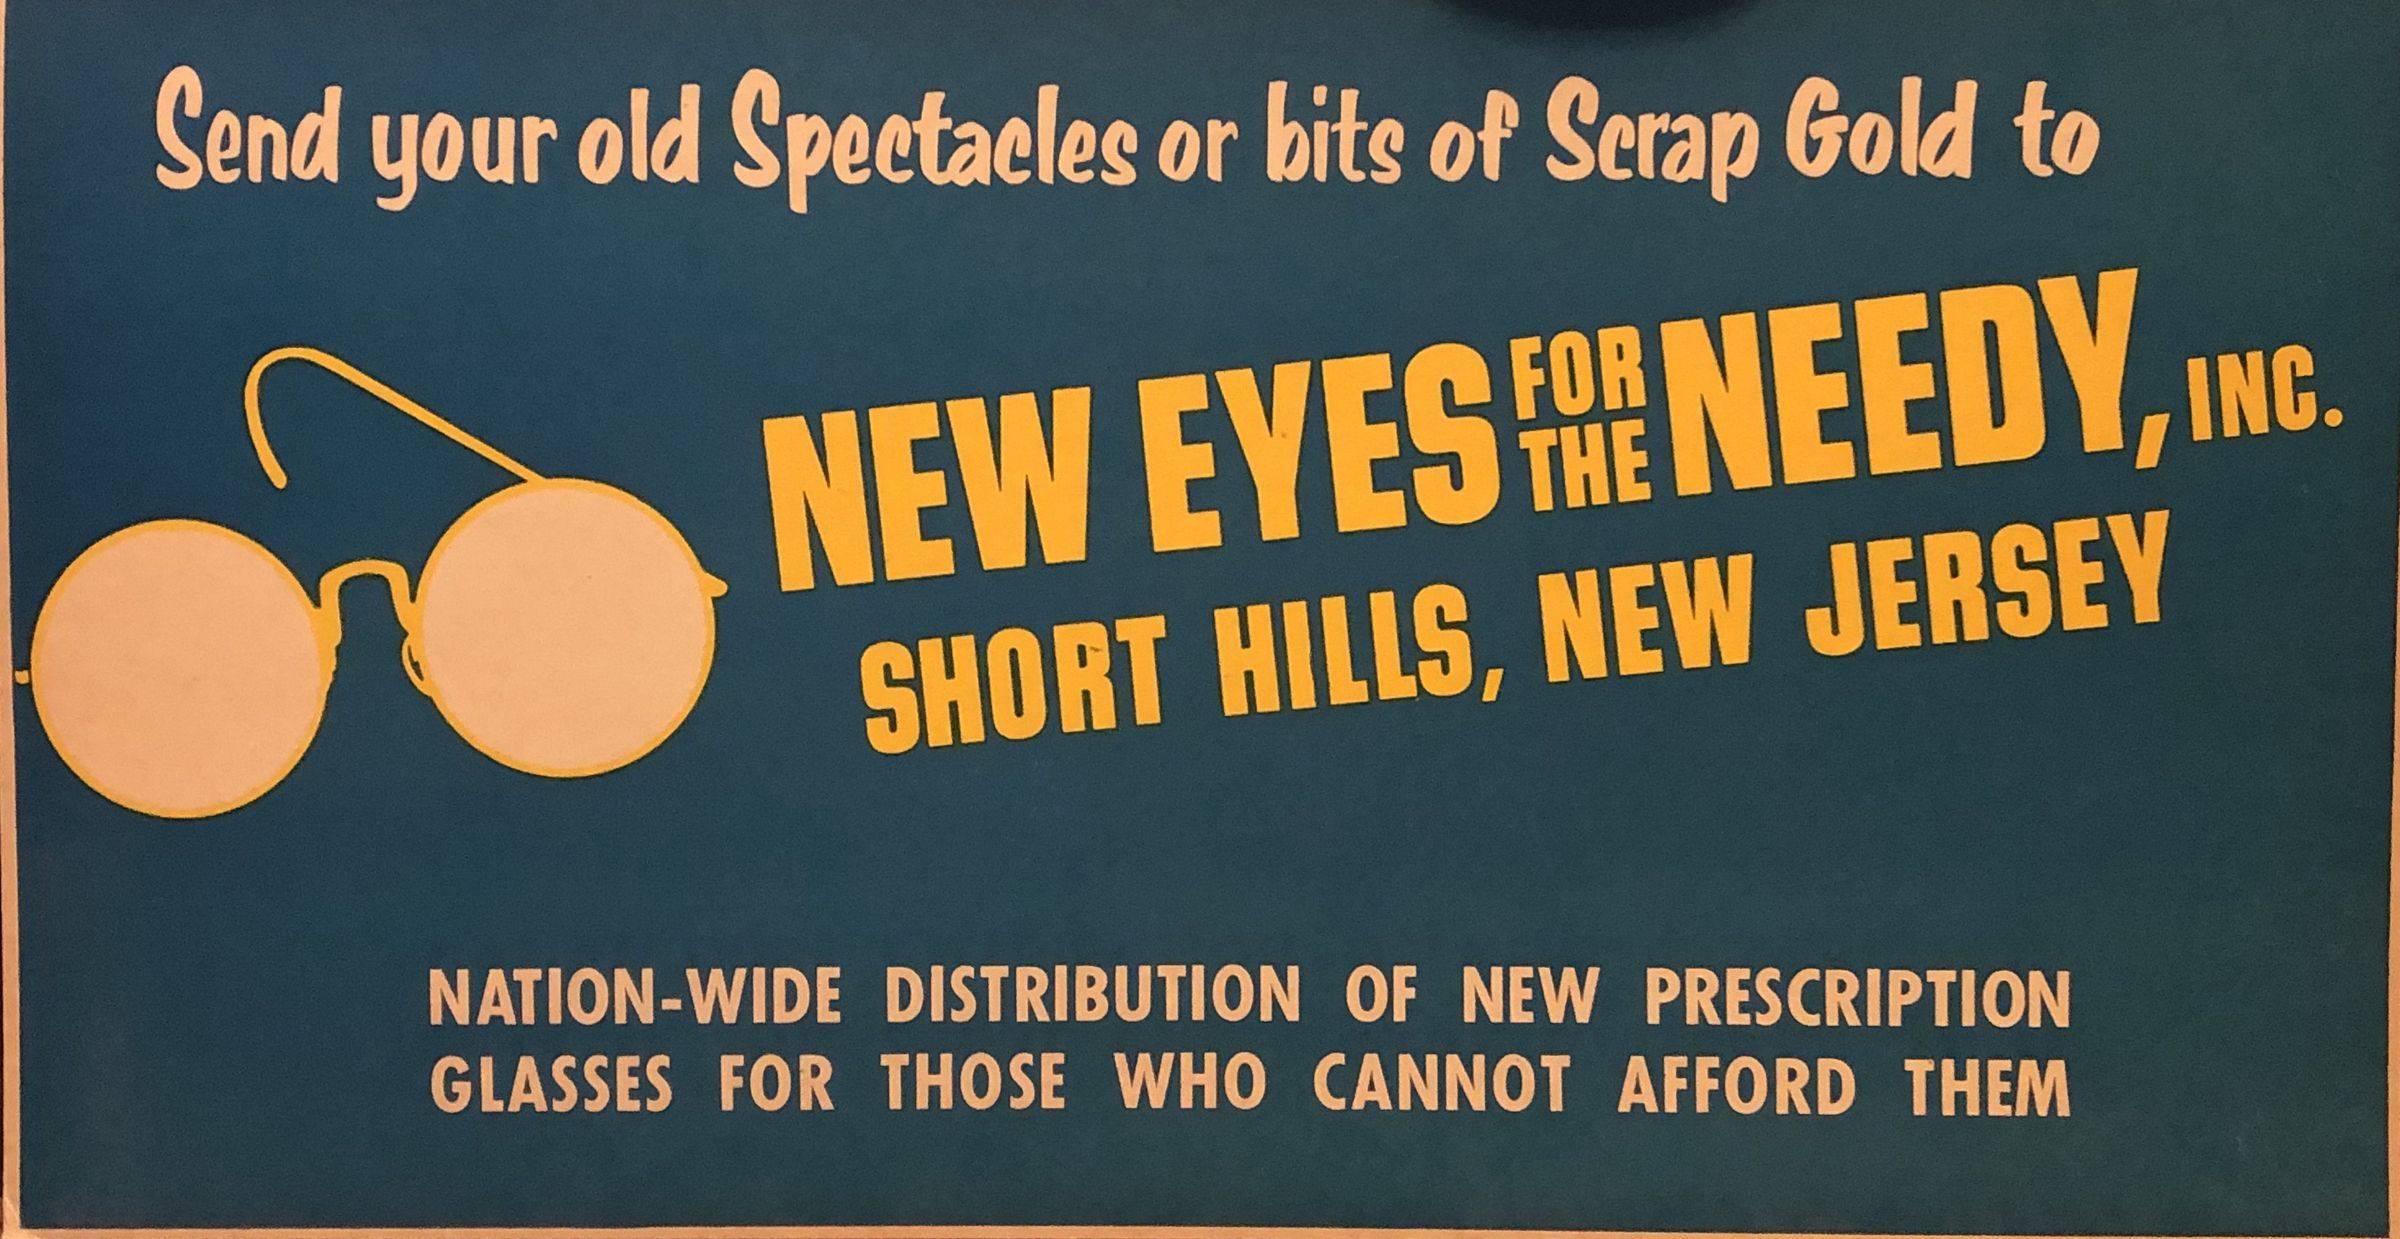 Send your old Spectacles or bits of Scrap Gold to
NEW EYES FOR THE NEEDY, INC.
SHORT HILLS, NEW JERSEY
NATION-WIDE DISTRIBUTION OF NEW PRESCRIPTION
GLASSES FOR THOSE WHO CANNOT AFFORD THEM